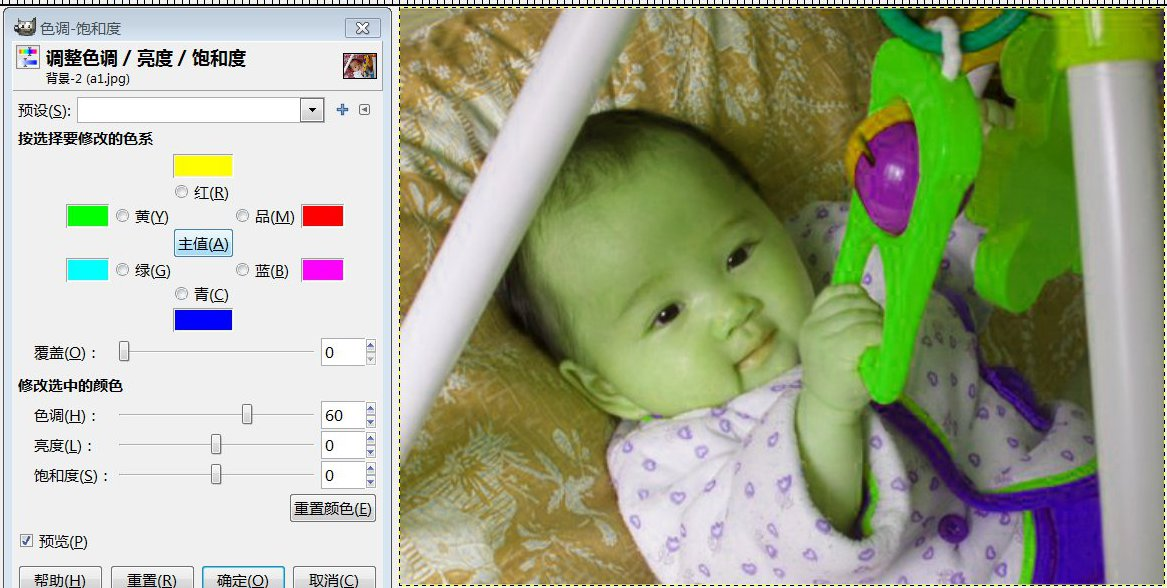 色调-饱和度
调整色调 / 亮度 / 饱和度
背景-2 (a1.jpg)
预设(S):
按选择要修改的色系
红(R)
黄(Y) 品(M)
主值(A)
绿(G) 蓝(B)
青(C)
覆盖(O)： 0
修改选中的颜色
色调(H)： 60
亮度(L)： 0
饱和度(S)： 0
重置颜色(E)
预览(P)
帮助(H) 重置(R) 确定(O) 取消(C)